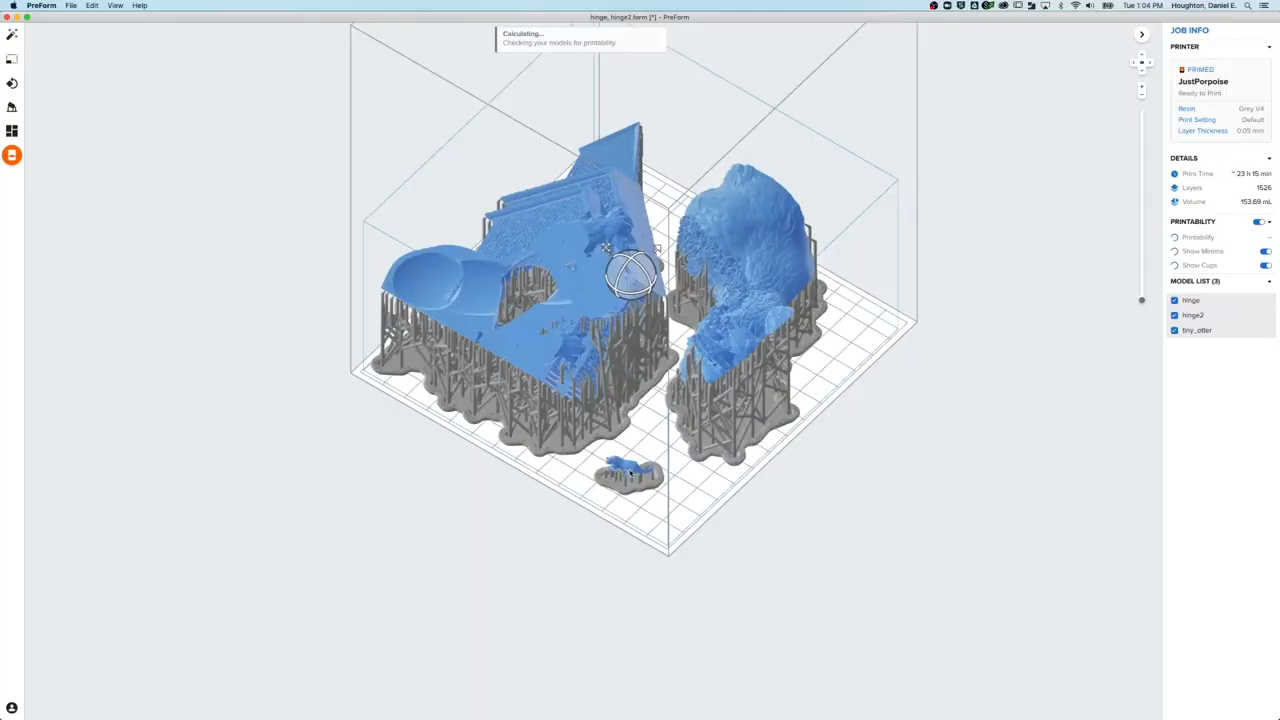 PreForm File Edit View Help
Tue 1:04 PM Houghton, Daniel E.
hinge, hinge2.form [*] - PreForm
Calculating...
Checking your models for printability.
JOB INFO
PRINTER
PRIMED
JustPorpoise
Ready to Print
Resin Grey V4
Print Setting Default
Layer Thickness 0.05 mm
DETAILS
Print Time ~ 23 h 15 min
Layers 1526
Volume 153.69 mL
PRINTABILITY
Printability --
Show Minima
Show Cups
MODEL LIST (3)
hinge
hinge2
tiny_otter